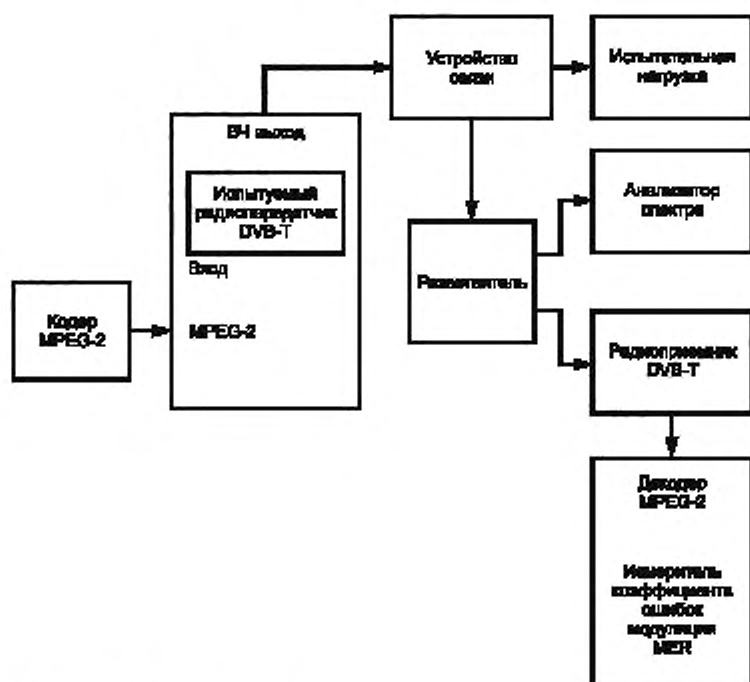 Устройство
связи
Испытательная
нагрузка
ВЧ выход
Испытуемый
радиопередатчик
DVB-T
Анализатор
спектра
Вход
Разветвитель
Кодер
MPEG-2
MPEG-2
Радиоприемник
DVB-T
Декодер
MPEG-2
Измеритель
коэффициента
ошибок
модуляции
MER